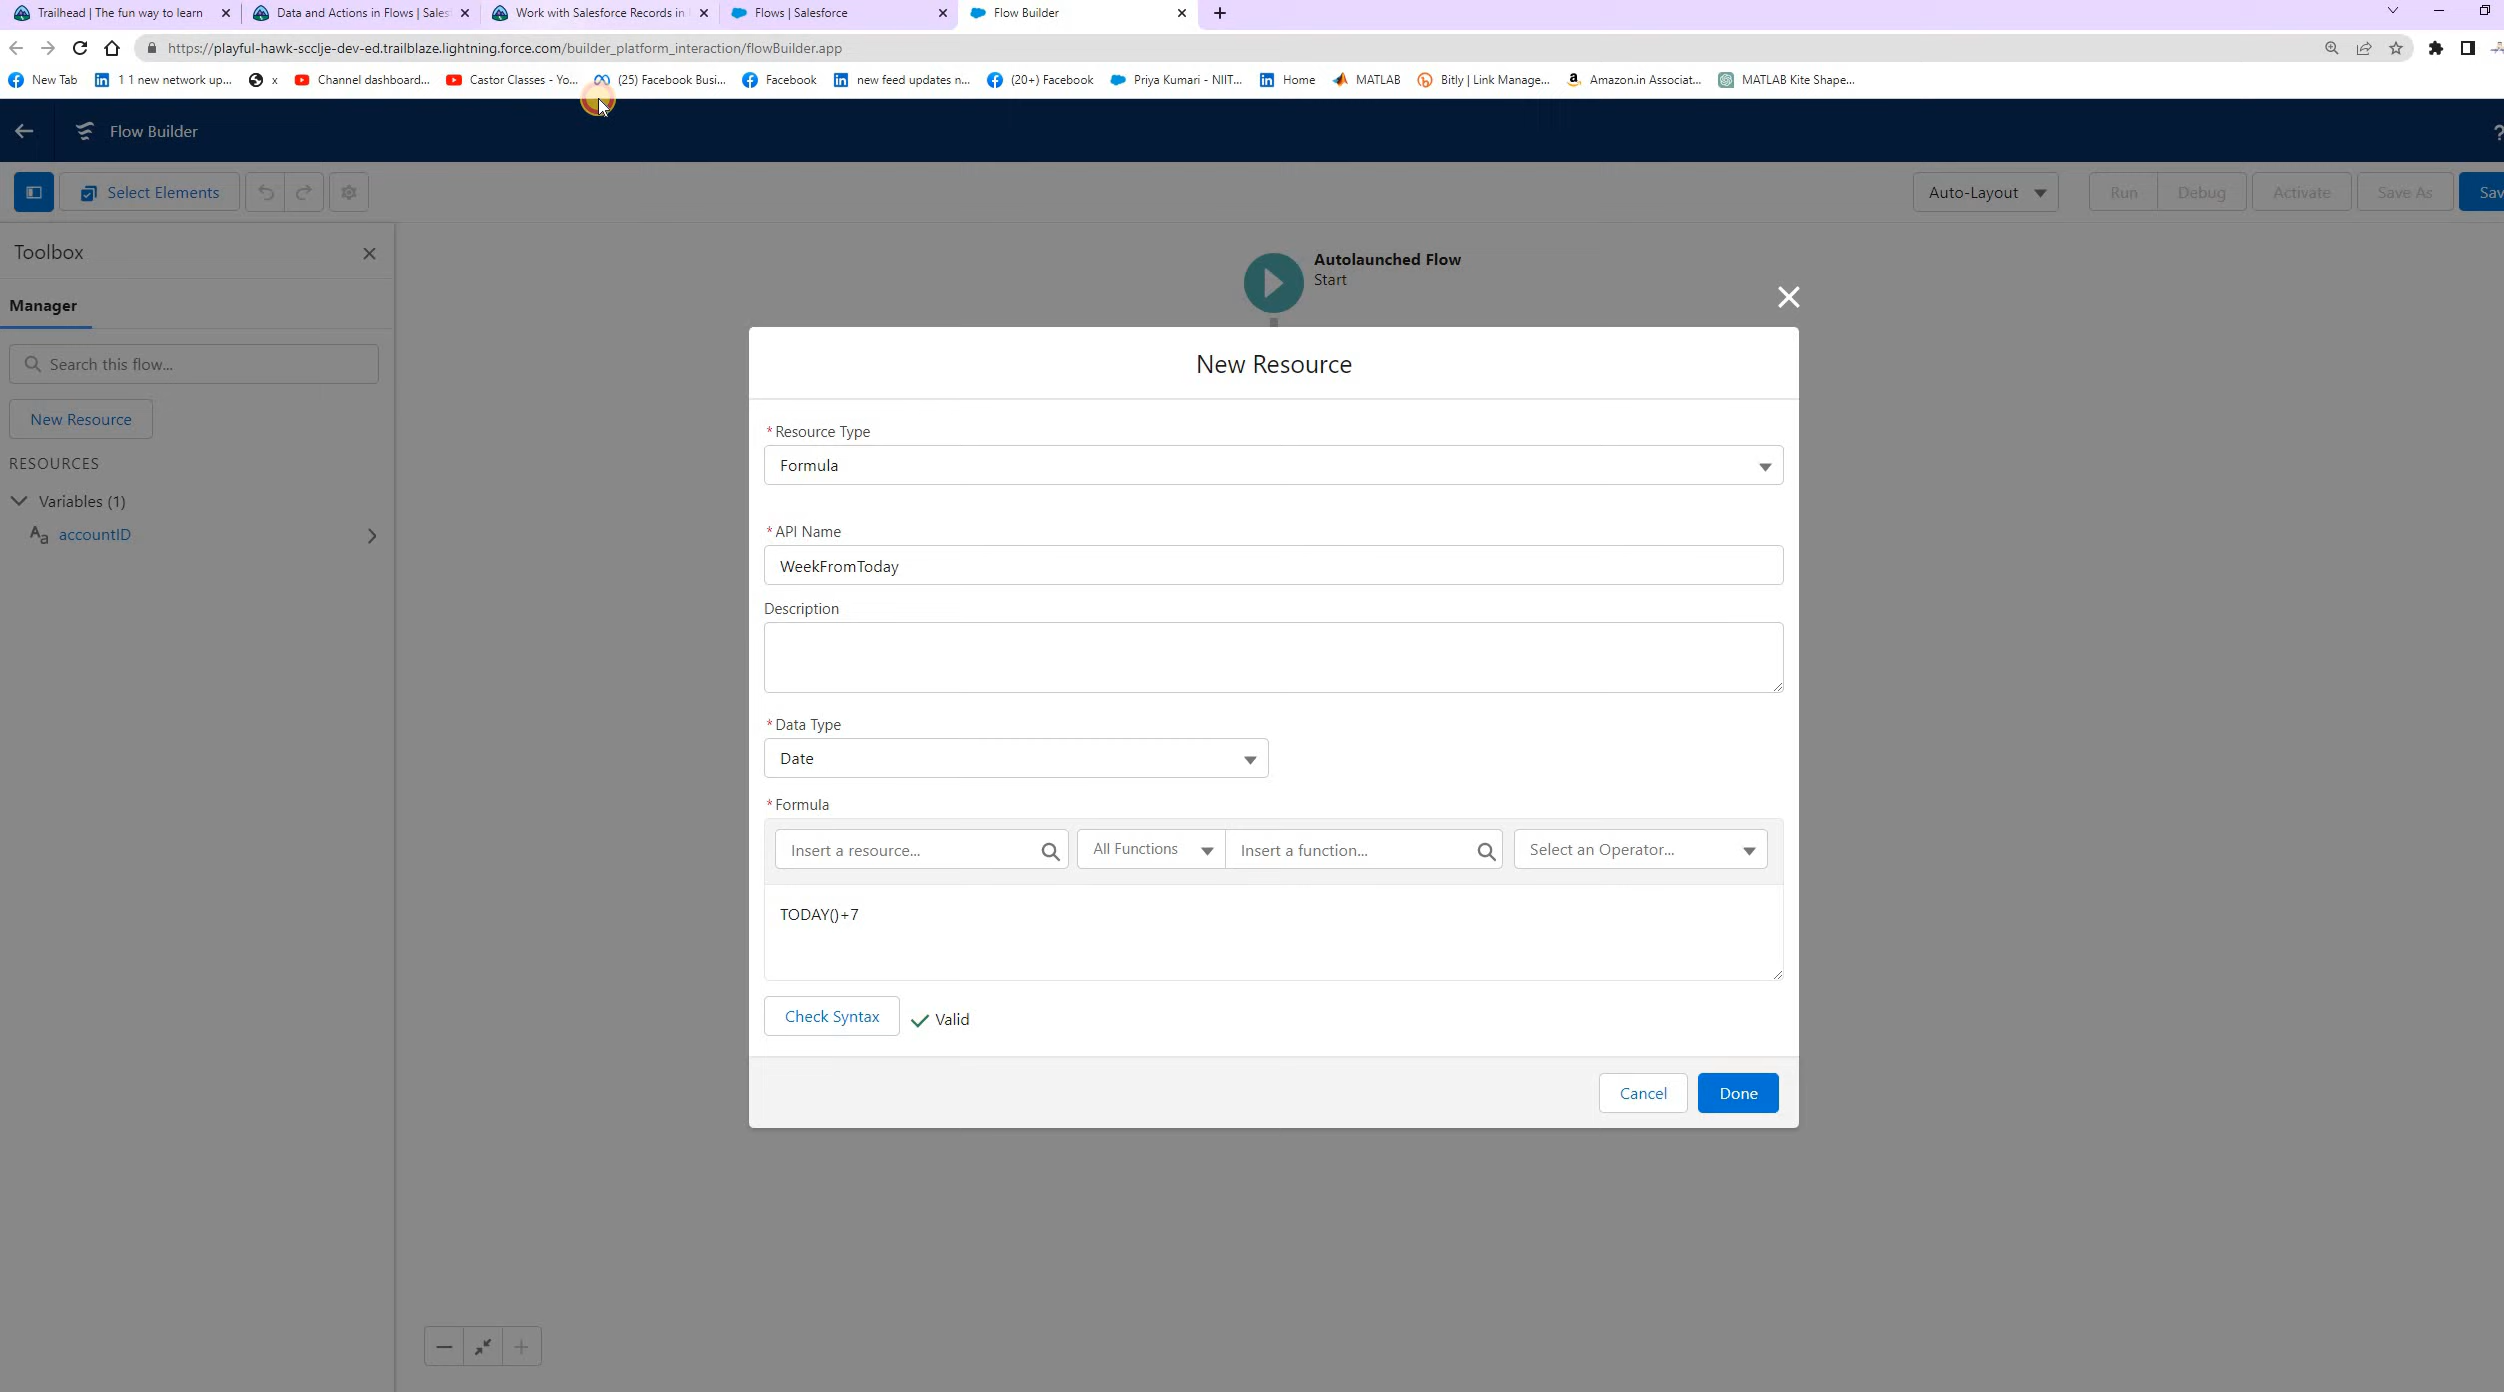 Trailhead | The fun way to learn
Data and Actions in Flows | Sales
Work with Salesforce Records in
Flows | Salesforce
Flow Builder
https://playful-hawk-scclje-dev-ed.trailblaze.lightning.force.com/builder_platform_interaction/flowBuilder.app
New Tab
1 1 new network up...
x
Channel dashboard...
Castor Classes - Yo...
(25) Facebook Busi...
Facebook
new feed updates n...
(20+) Facebook
Priya Kumari - NIIT...
Home
MATLAB
Bitly | Link Manage...
Amazon.in Associat...
MATLAB Kite Shape...
Flow Builder
?
Select Elements
Auto-Layout
Run
Debug
Activate
Save As
Sav
Toolbox
Manager
Search this flow...
New Resource
RESOURCES
Variables (1)
Aa accountID
Autolaunched Flow
Start
New Resource
* Resource Type
Formula
* API Name
WeekFromToday
Description
* Data Type
Date
* Formula
Insert a resource...
All Functions
Insert a function...
Select an Operator...
TODAY()+7
Check Syntax
Valid
Cancel
Done